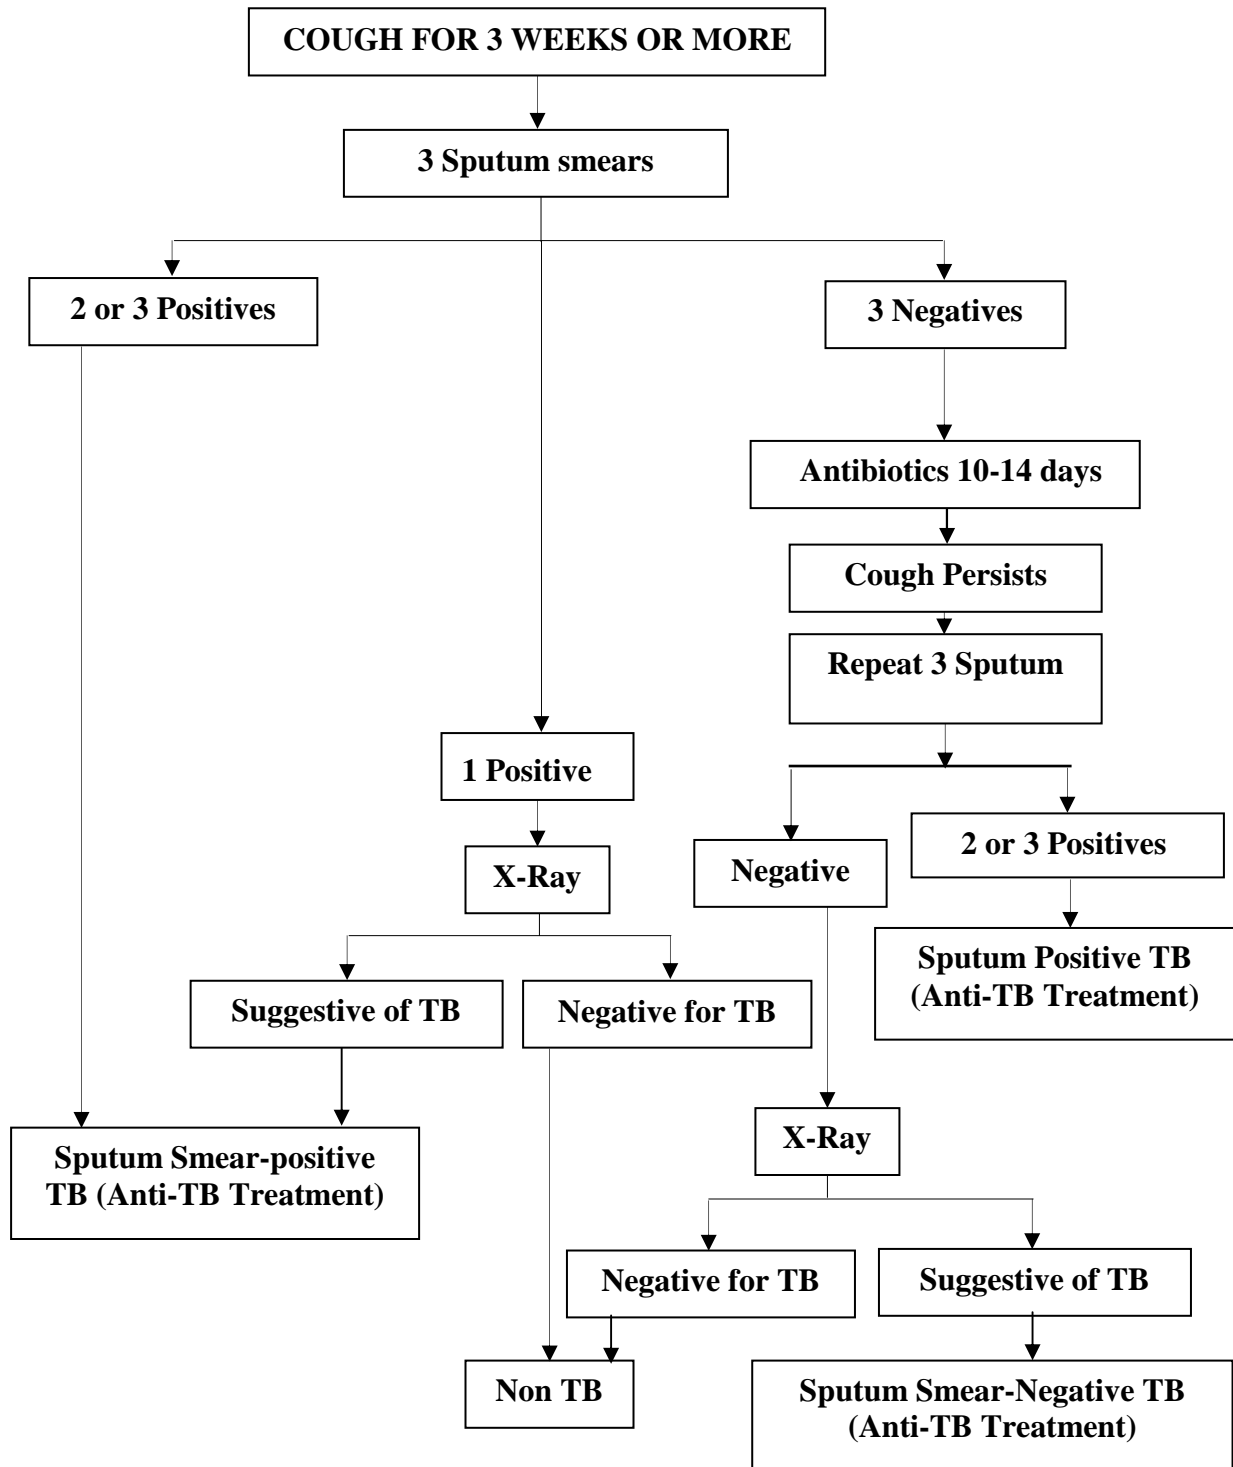 COUGH FOR 3 WEEKS OR MORE
3 Sputum smears
2 or 3 Positives
3 Negatives
Antibiotics 10-14 days
Cough Persists
Repeat 3 Sputum
1 Positive
2 or 3 Positives
Negative
X-Ray
Sputum Positive TB
(Anti-TB Treatment)
Suggestive of TB
Negative for TB
X-Ray
Sputum Smear-positive
TB (Anti-TB Treatment)
Negative for TB
Suggestive of TB
Non TB
Sputum Smear-Negative TB
(Anti-TB Treatment)